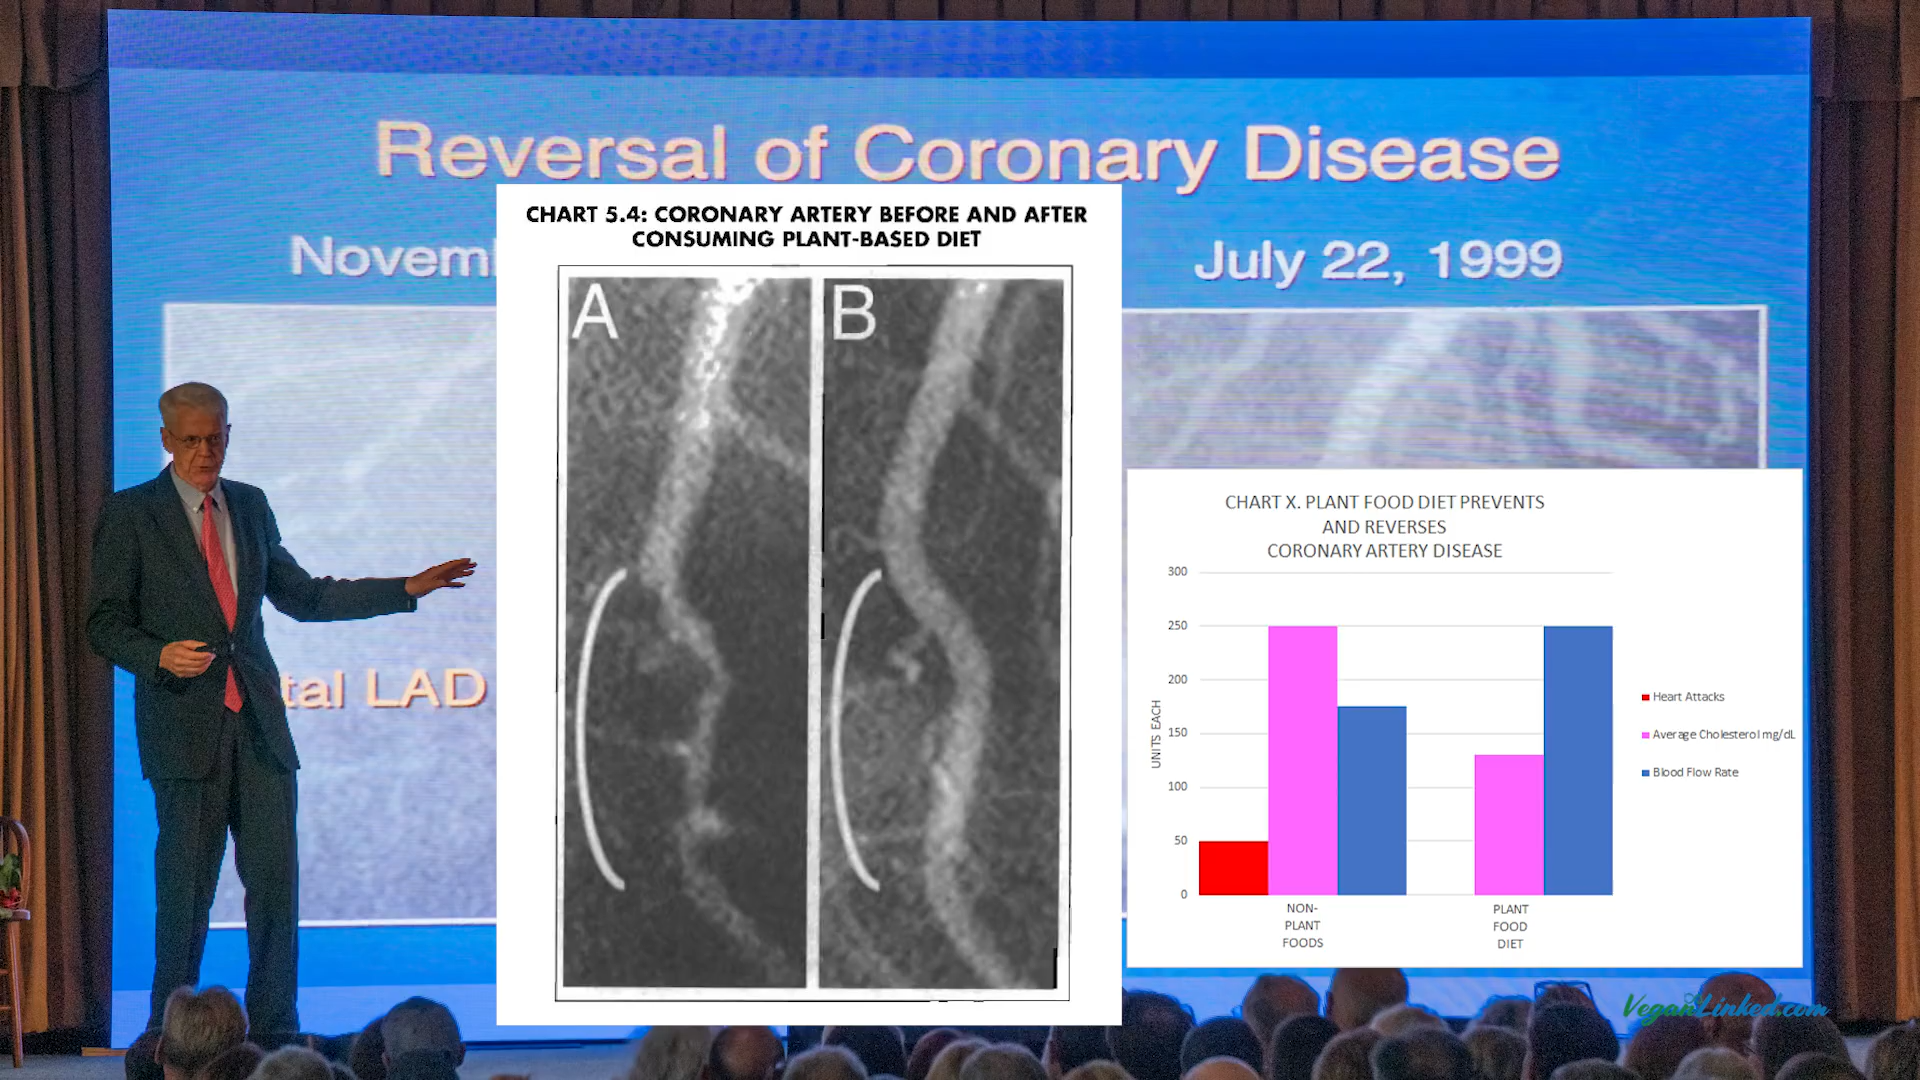 Reversal of Coronary Disease
Novem
July 22, 1999
tal LAD
CHART 5.4: CORONARY ARTERY BEFORE AND AFTER
CONSUMING PLANT-BASED DIET
A
B
CHART X. PLANT FOOD DIET PREVENTS
AND REVERSES
CORONARY ARTERY DISEASE
300
250
200
150
100
50
0
UNITS EACH
NON-
PLANT
FOODS
PLANT
FOOD
DIET
Heart Attacks
Average Cholesterol mg/dL
Blood Flow Rate
VeganLinked.com